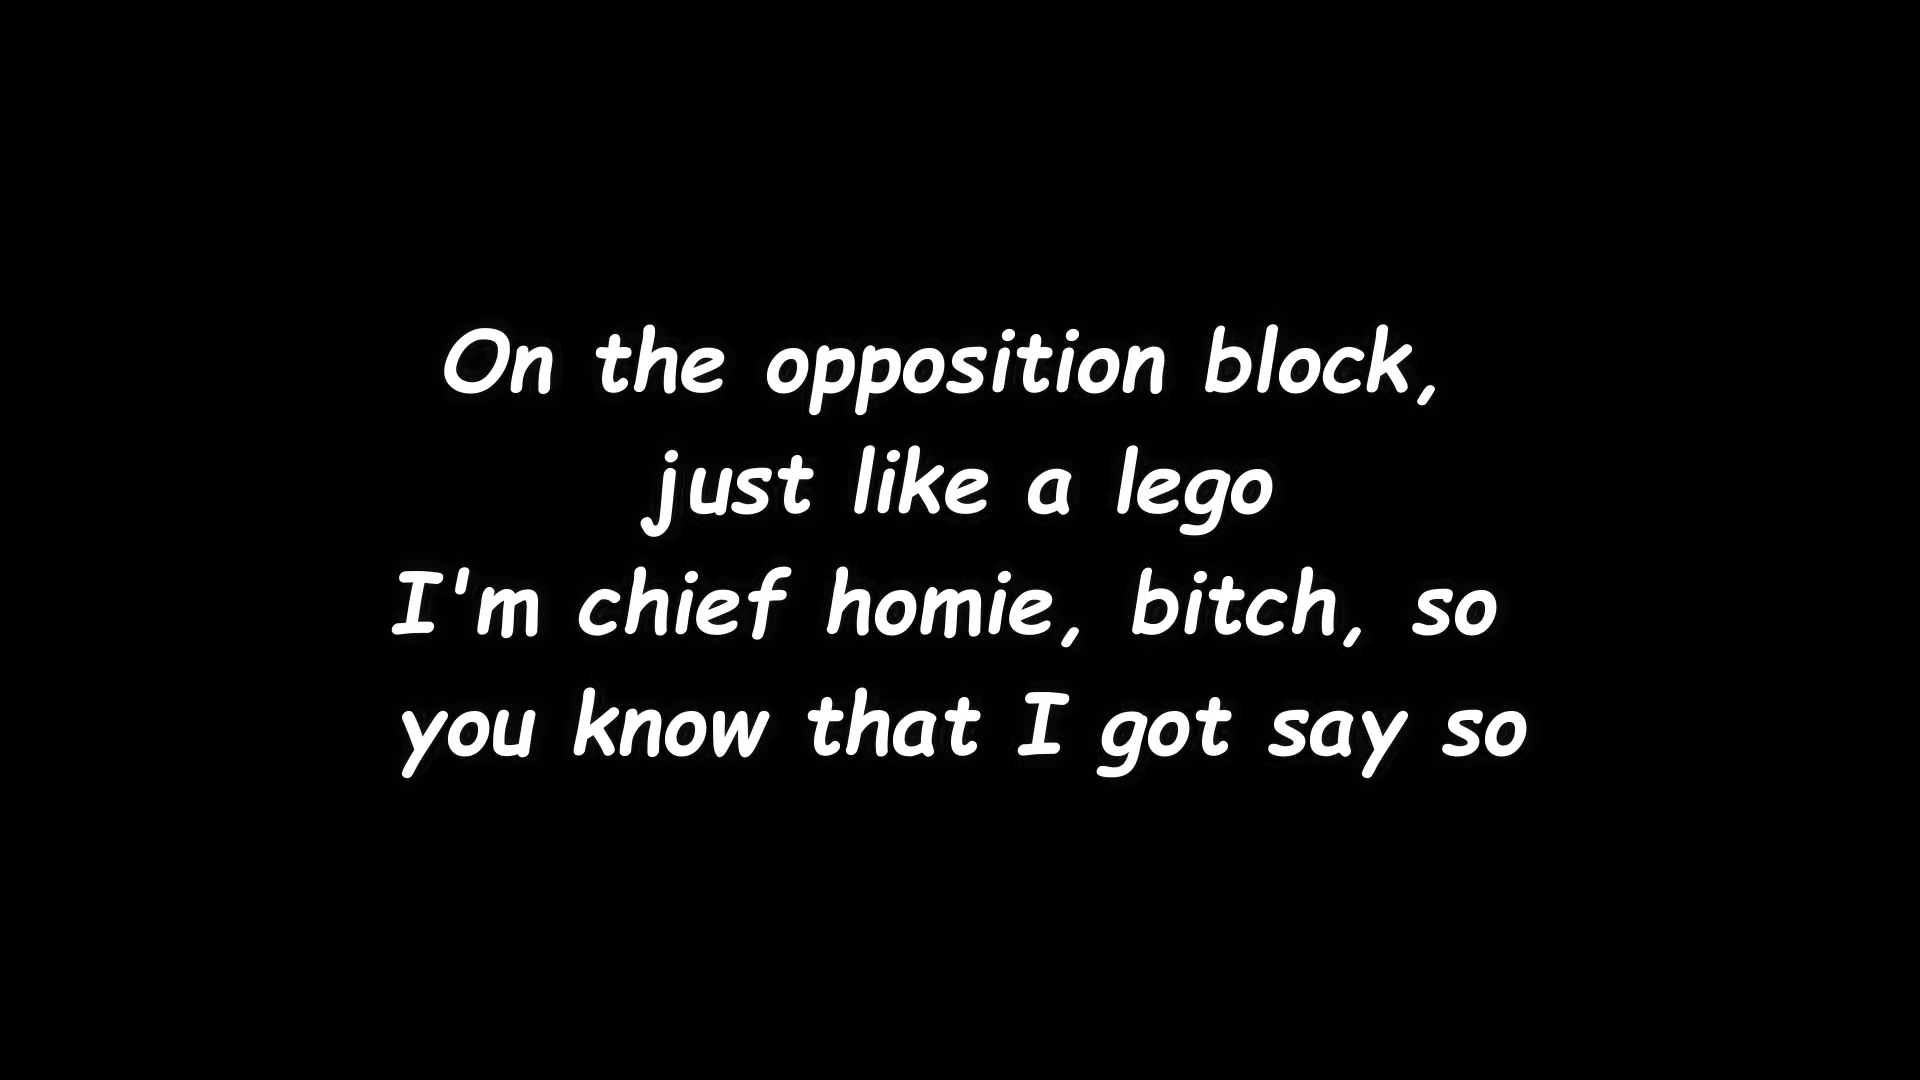 On the opposition block,
just like a lego
I'm chief homie, bitch, so
you know that I got say so